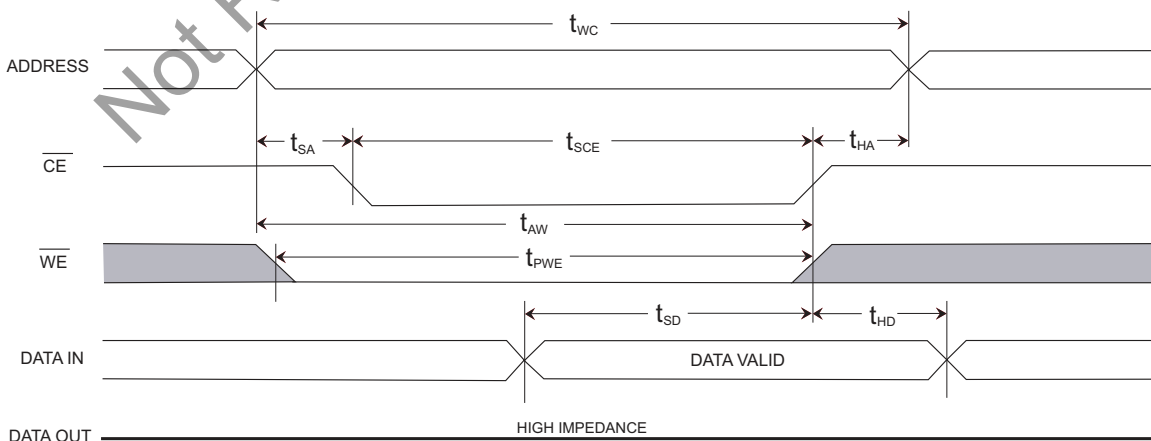 Not R
tWC
ADDRESS
tSA
tSCE
tHA
CE
tAW
WE
tPWE
tSD
tHD
DATA IN
DATA VALID
HIGH IMPEDANCE
DATA OUT